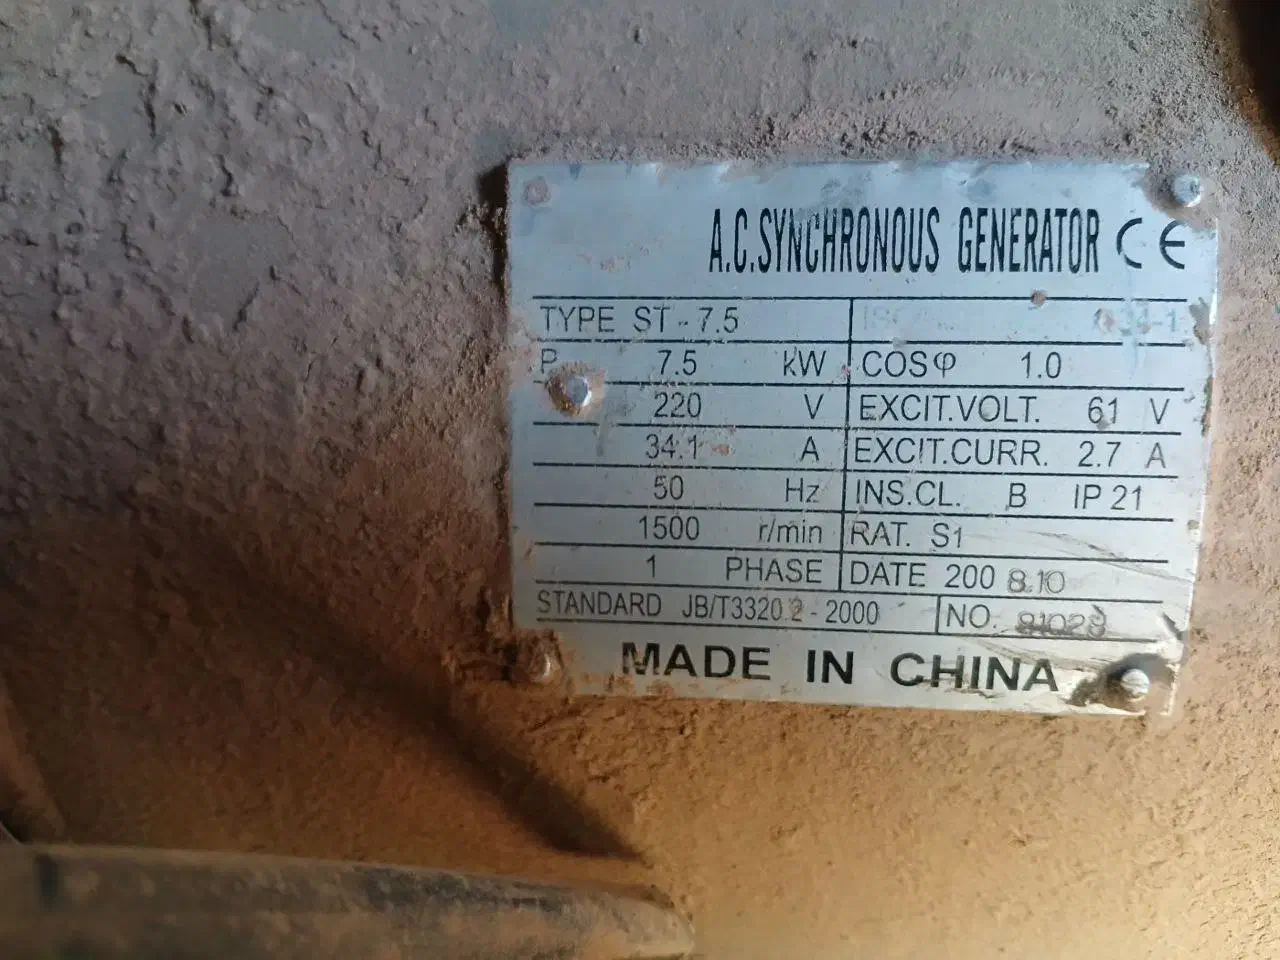 A.C.SYNCHRONOUS GENERATOR CE
TYPE ST - 7.5
P 7.5 kW COSφ 1.0
220 V EXCIT.VOLT. 61 V
34.1 A EXCIT.CURR. 2.7 A
50 Hz INS.CL. B IP 21
1500 r/min RAT. S1
1 PHASE DATE 200 8.10
STANDARD JB/T3320.2 - 2000 NO.
MADE IN CHINA